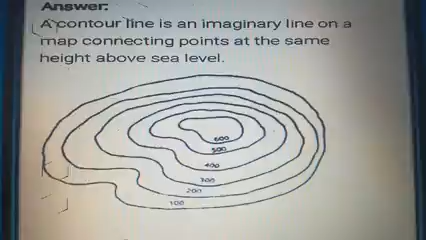 Answer:
A contour line is an imaginary line on a
map connecting points at the same
height above sea level.
600
500
400
300
200
100